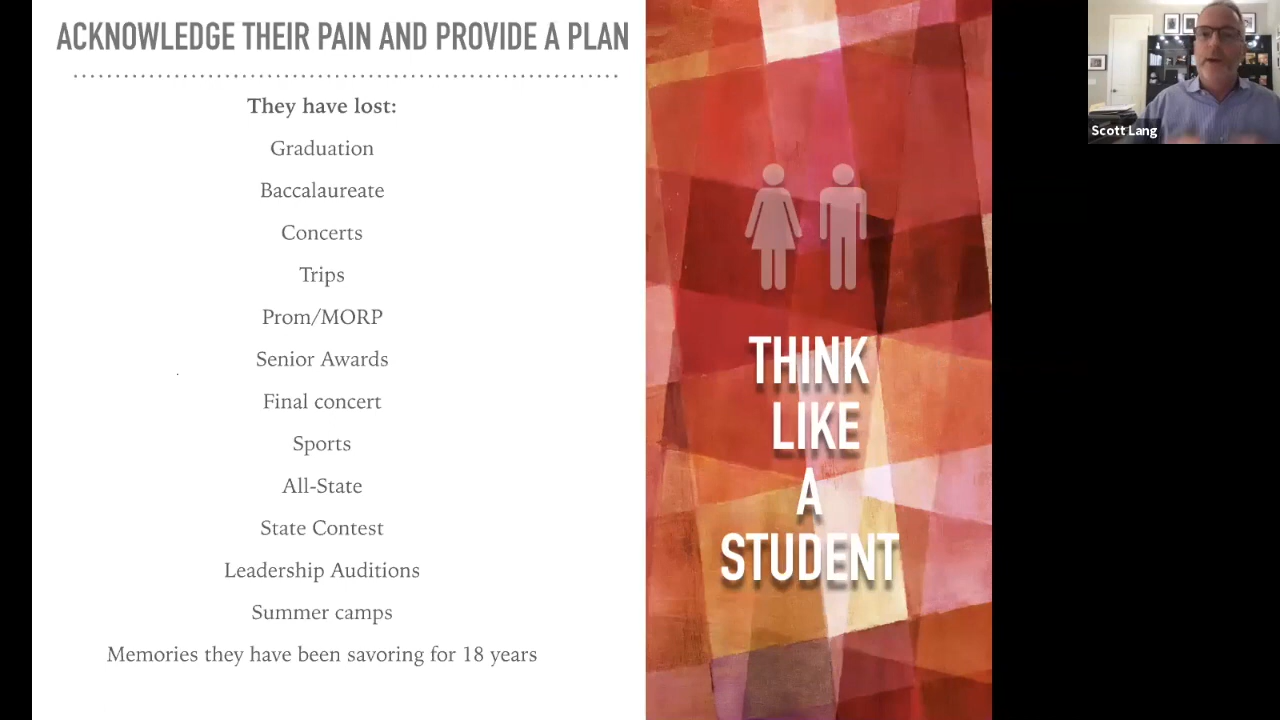 ACKNOWLEDGE THEIR PAIN AND PROVIDE A PLAN
They have lost:
Graduation
Baccalaureate
Concerts
Trips
Prom/MORP
Senior Awards
Final concert
Sports
All-State
State Contest
Leadership Auditions
Summer camps
Memories they have been savoring for 18 years
THINK
LIKE
A
STUDENT
Scott Lang